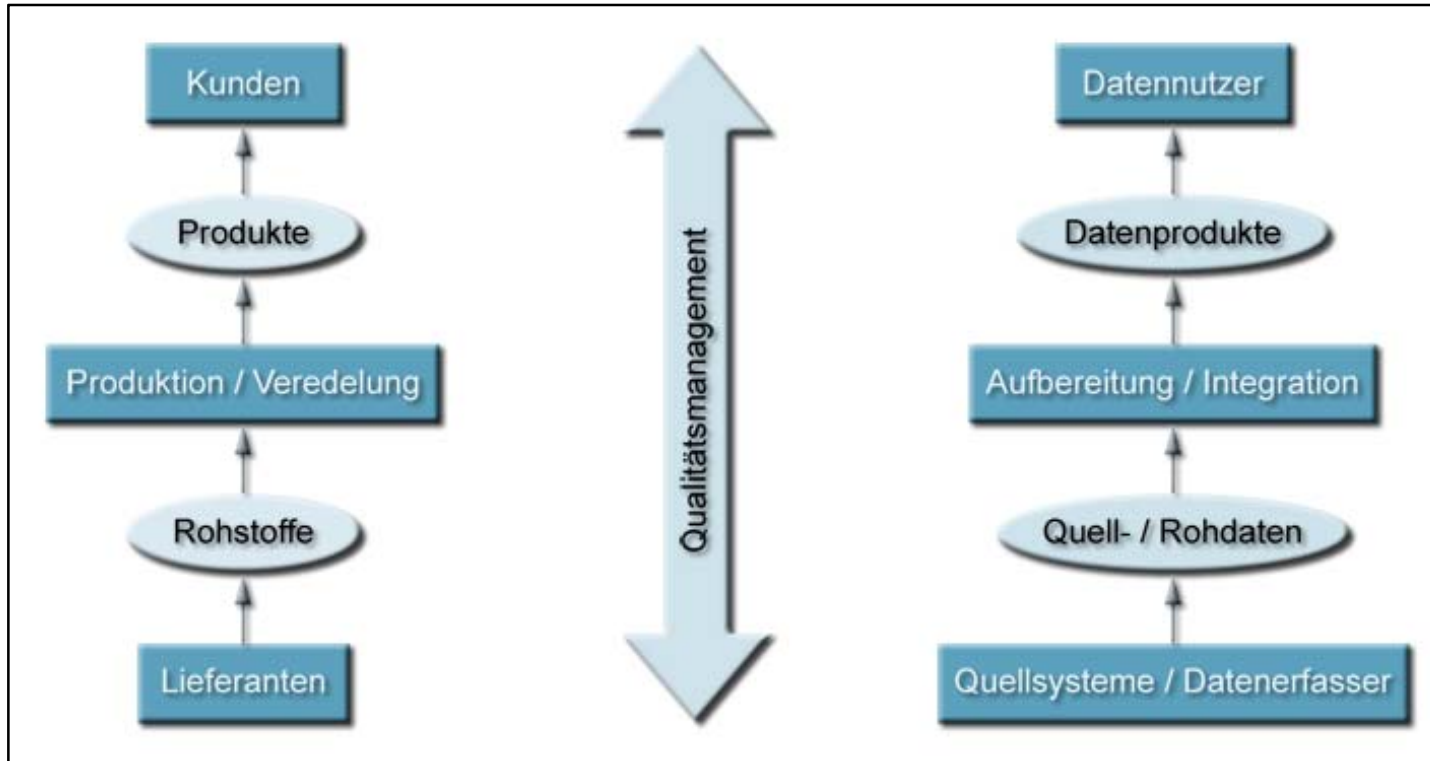 Kunden
Produkte
Produktion / Veredelung
Rohstoffe
Lieferanten
Qualitätsmanagement
Datennutzer
Datenprodukte
Aufbereitung / Integration
Quell- / Rohdaten
Quellsysteme / Datenerfasser